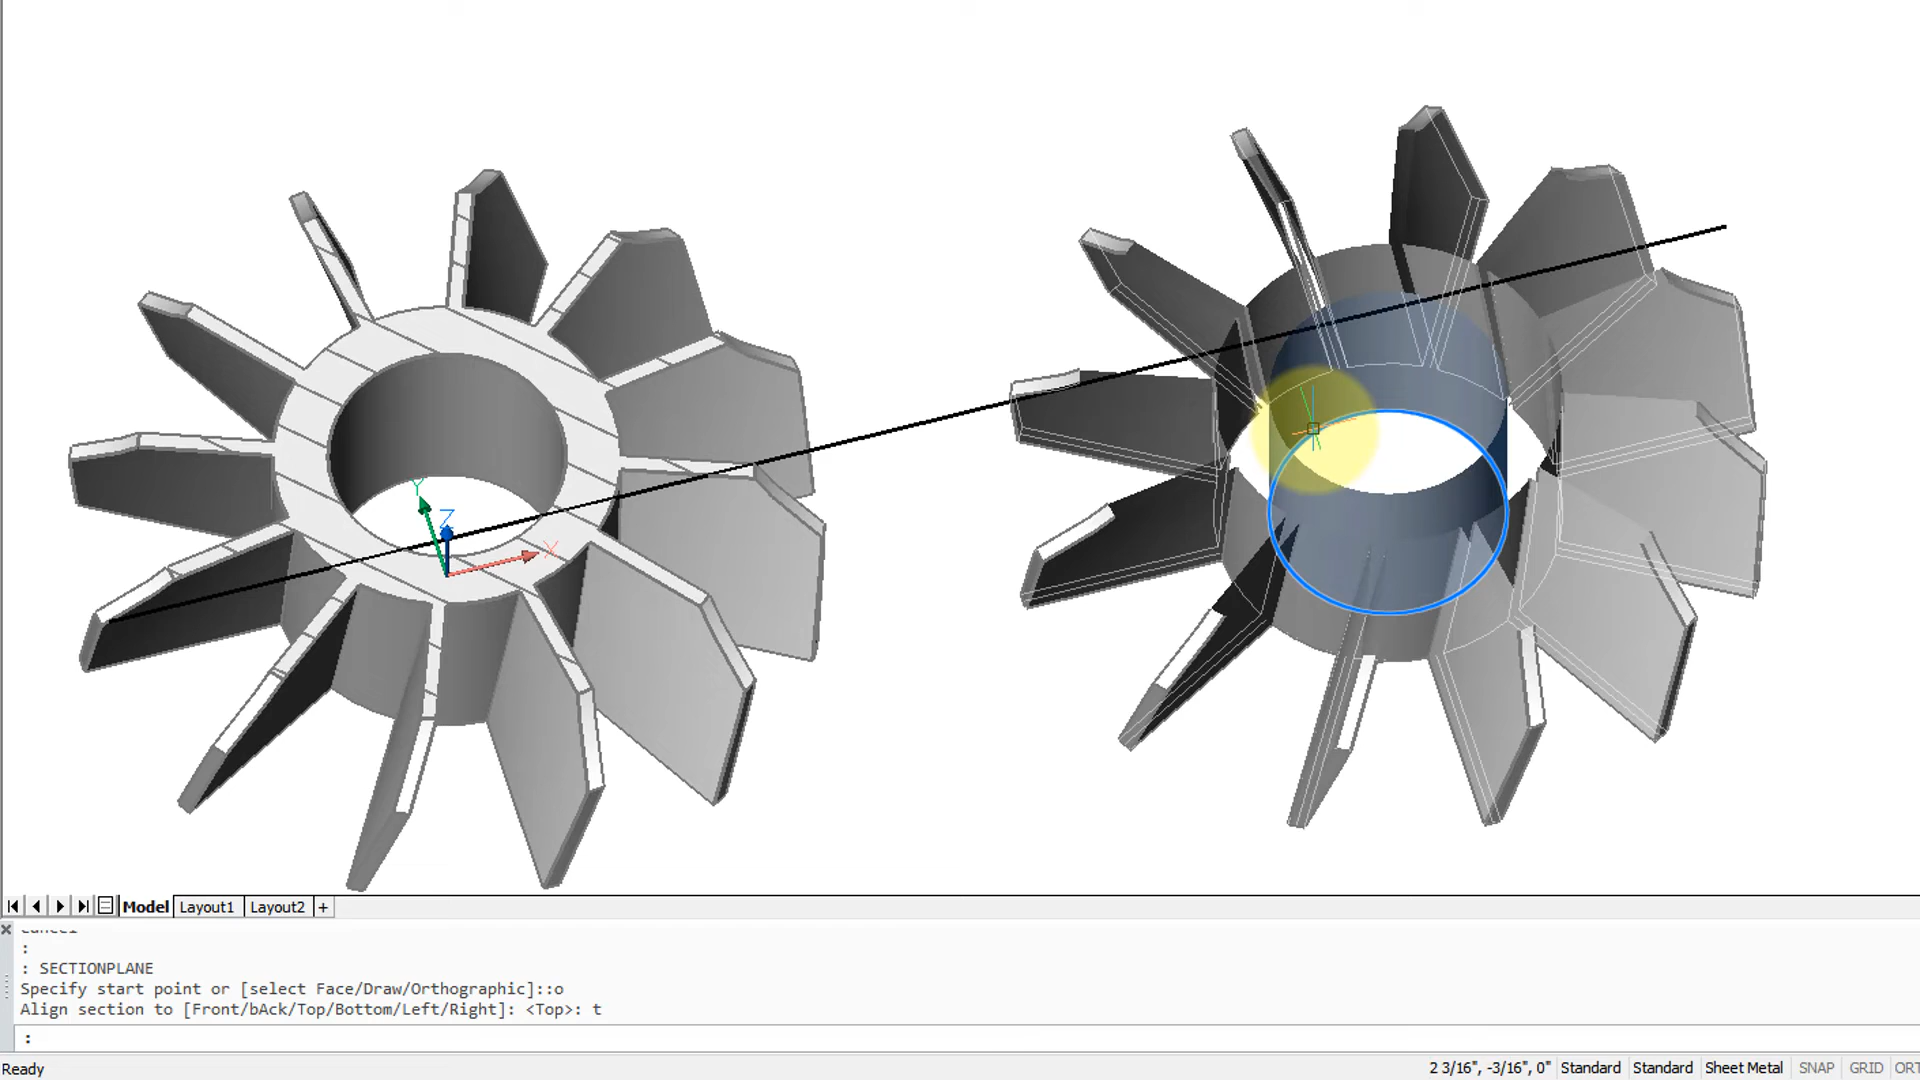 Y
Z
X
Model Layout1 Layout2 +
Cancel
:
: SECTIONPLANE
Specify start point or [select Face/Draw/Orthographic]::o
Align section to [Front/bAck/Top/Bottom/Left/Right]: <Top>: t
:
Ready 2 3/16", -3/16", 0" Standard Standard Sheet Metal SNAP GRID ORT